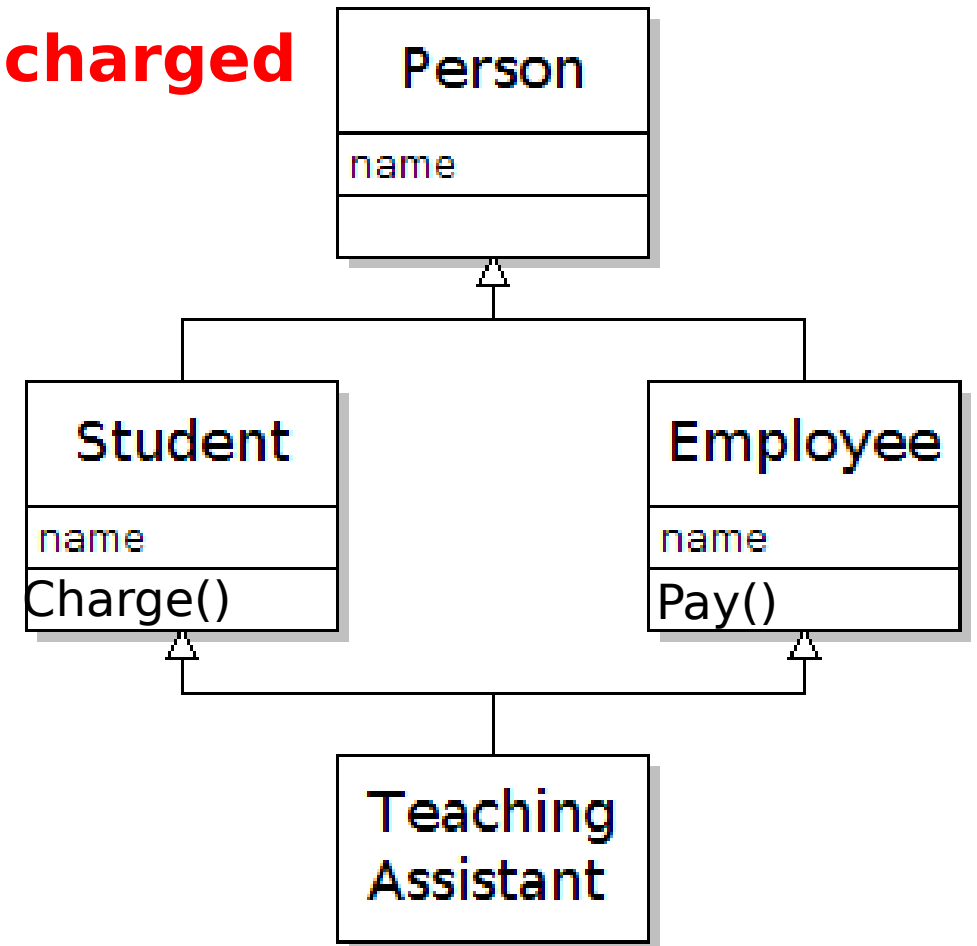 charged
Person
name
Student
name
Charge()
Employee
name
Pay()
Teaching
Assistant